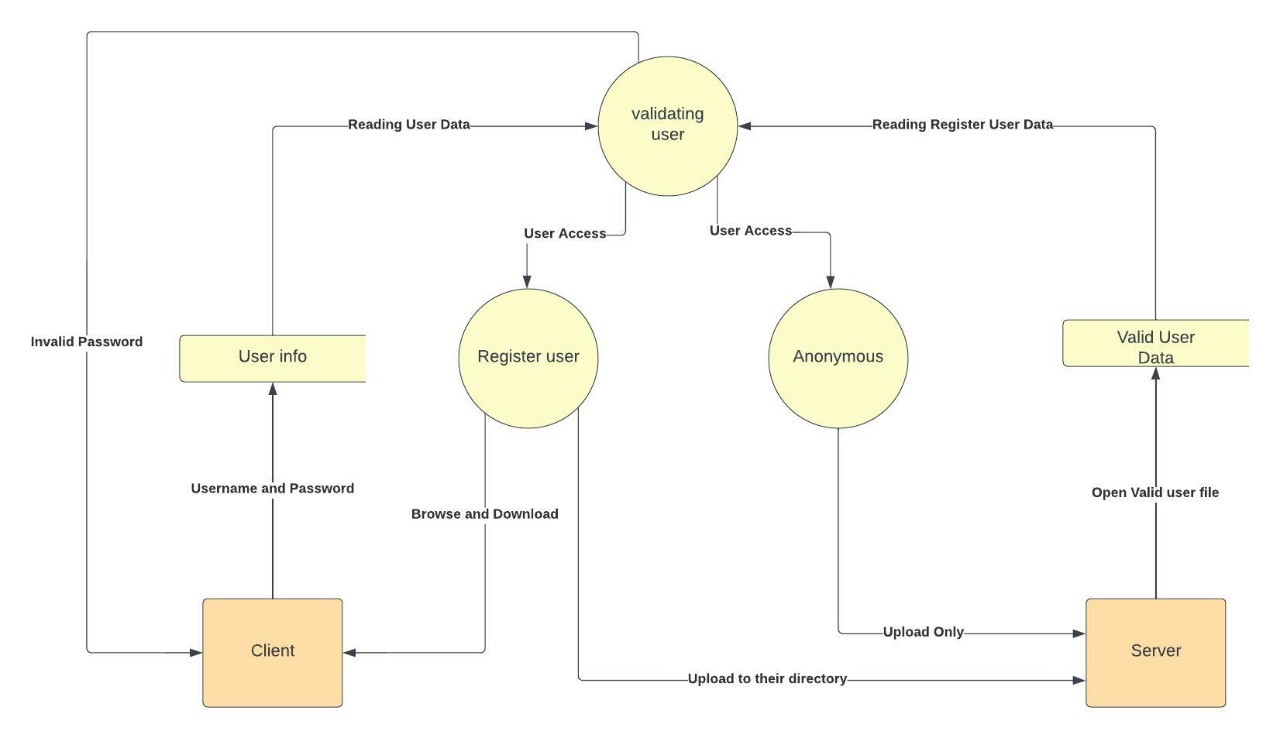 validating
user
Reading User Data
Reading Register User Data
User Access
User Access
Invalid Password
User info
Register user
Anonymous
Valid User
Data
Username and Password
Browse and Download
Open Valid user file
Upload Only
Client
Server
Upload to their directory